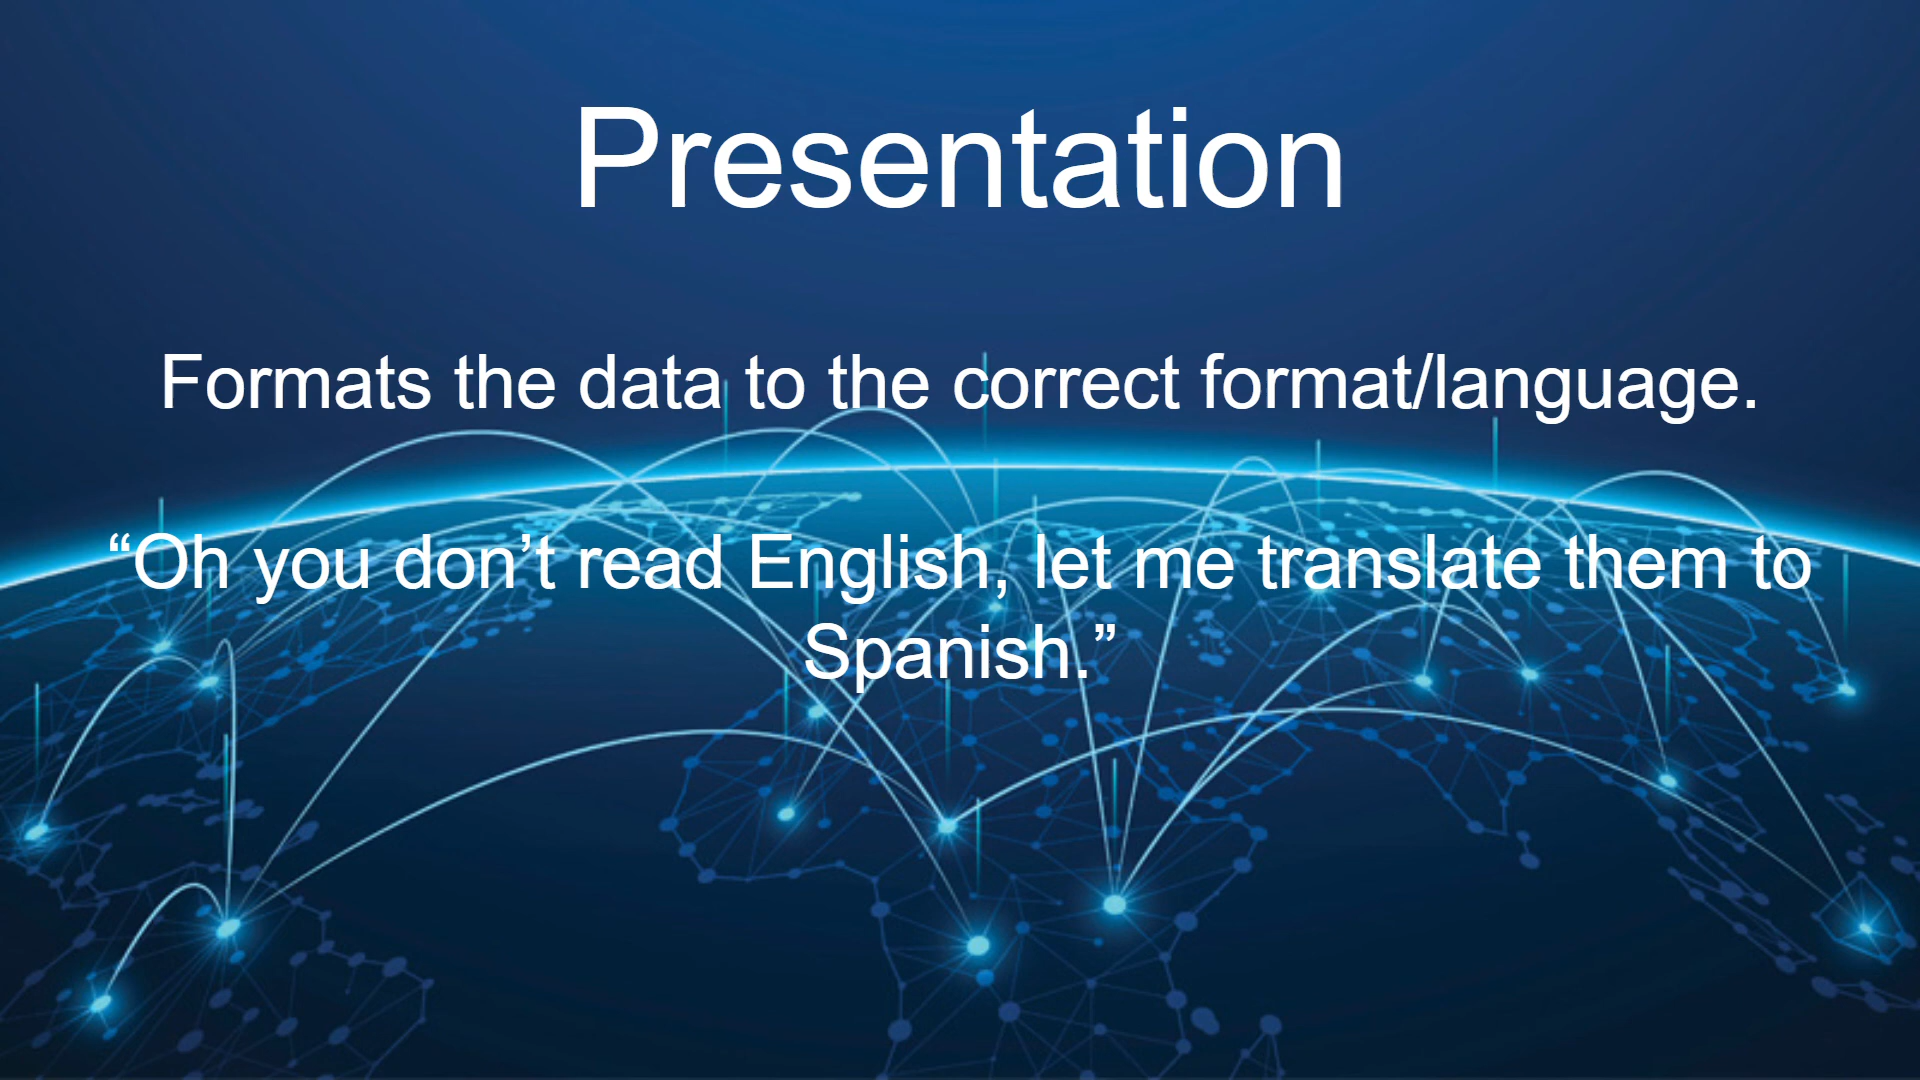 Presentation
Formats the data to the correct format/language.
“Oh you don’t read English, let me translate them to
Spanish.”